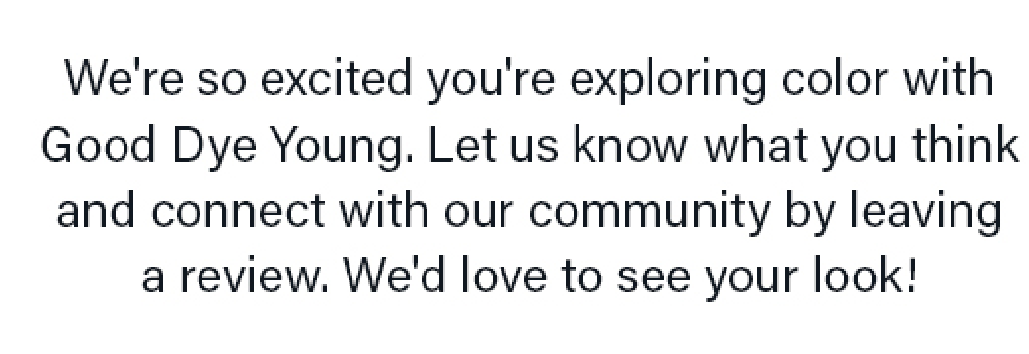 We're so excited you're exploring color with
Good Dye Young. Let us know what you think
and connect with our community by leaving
a review. We'd love to see your look!